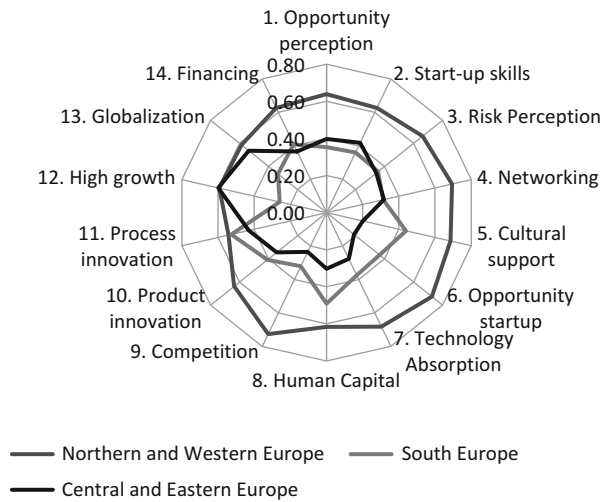 1. Opportunity
perception
0.80
14. Financing
2. Start-up skills
0.60
13. Globalization
3. Risk Perception
0.40
12. High growth
4. Networking
0.20
0.00
11. Process
innovation
5. Cultural
support
10. Product
innovation
6. Opportunity
startup
9. Competition
7. Technology
Absorption
8. Human Capital
Northern and Western Europe
South Europe
Central and Eastern Europe